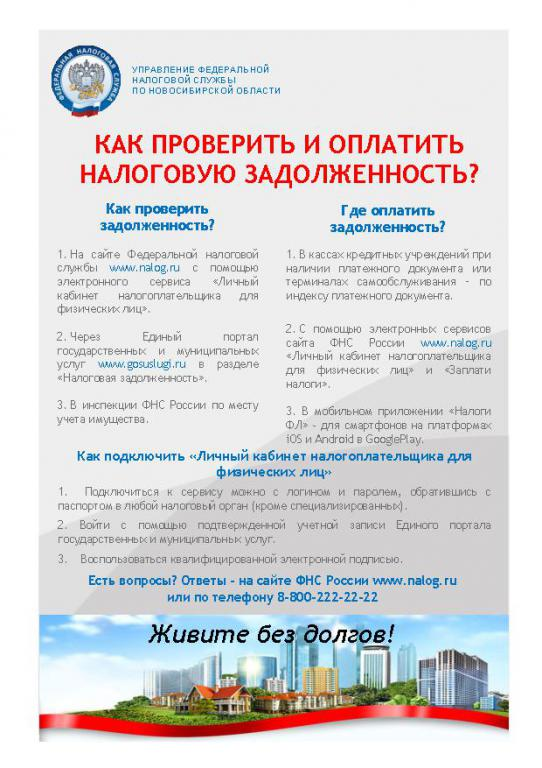 ФЕДЕРАЛЬНАЯ НАЛОГОВАЯ СЛУЖБА
УПРАВЛЕНИЕ ФЕДЕРАЛЬНОЙ
НАЛОГОВОЙ СЛУЖБЫ
ПО НОВОСИБИРСКОЙ ОБЛАСТИ
КАК ПРОВЕРИТЬ И ОПЛАТИТЬ
НАЛОГОВУЮ ЗАДОЛЖЕННОСТЬ?
Как проверить
задолженность?
1. На сайте Федеральной налоговой
службы www.nalog.ru с помощью
электронного сервиса «Личный
кабинет налогоплательщика для
физических лиц».
2. Через Единый портал
государственных и муниципальных
услуг www.gosuslugi.ru в разделе
«Налоговая задолженность».
3. В инспекции ФНС России по месту
учета имущества.
Где оплатить
задолженность?
1. В кассах кредитных учреждений при
наличии платежного документа или
терминалах самообслуживания - по
индексу платежного документа.
2. С помощью электронных сервисов
сайта ФНС России www.nalog.ru
«Личный кабинет налогоплательщика
для физических лиц» и «Заплати
налоги».
3. В мобильном приложении «Налоги
ФЛ» - для смартфонов на платформах
iOS и Android в GooglePlay.
Как подключить «Личный кабинет налогоплательщика для
физических лиц»
1. Подключиться к сервису можно с логином и паролем, обратившись с
паспортом в любой налоговый орган (кроме специализированных).
2. Войти с помощью подтвержденной учетной записи Единого портала
государственных и муниципальных услуг.
3. Воспользоваться квалифицированной электронной подписью.
Есть вопросы? Ответы - на сайте ФНС России www.nalog.ru
или по телефону 8-800-222-22-22
Живите без долгов!